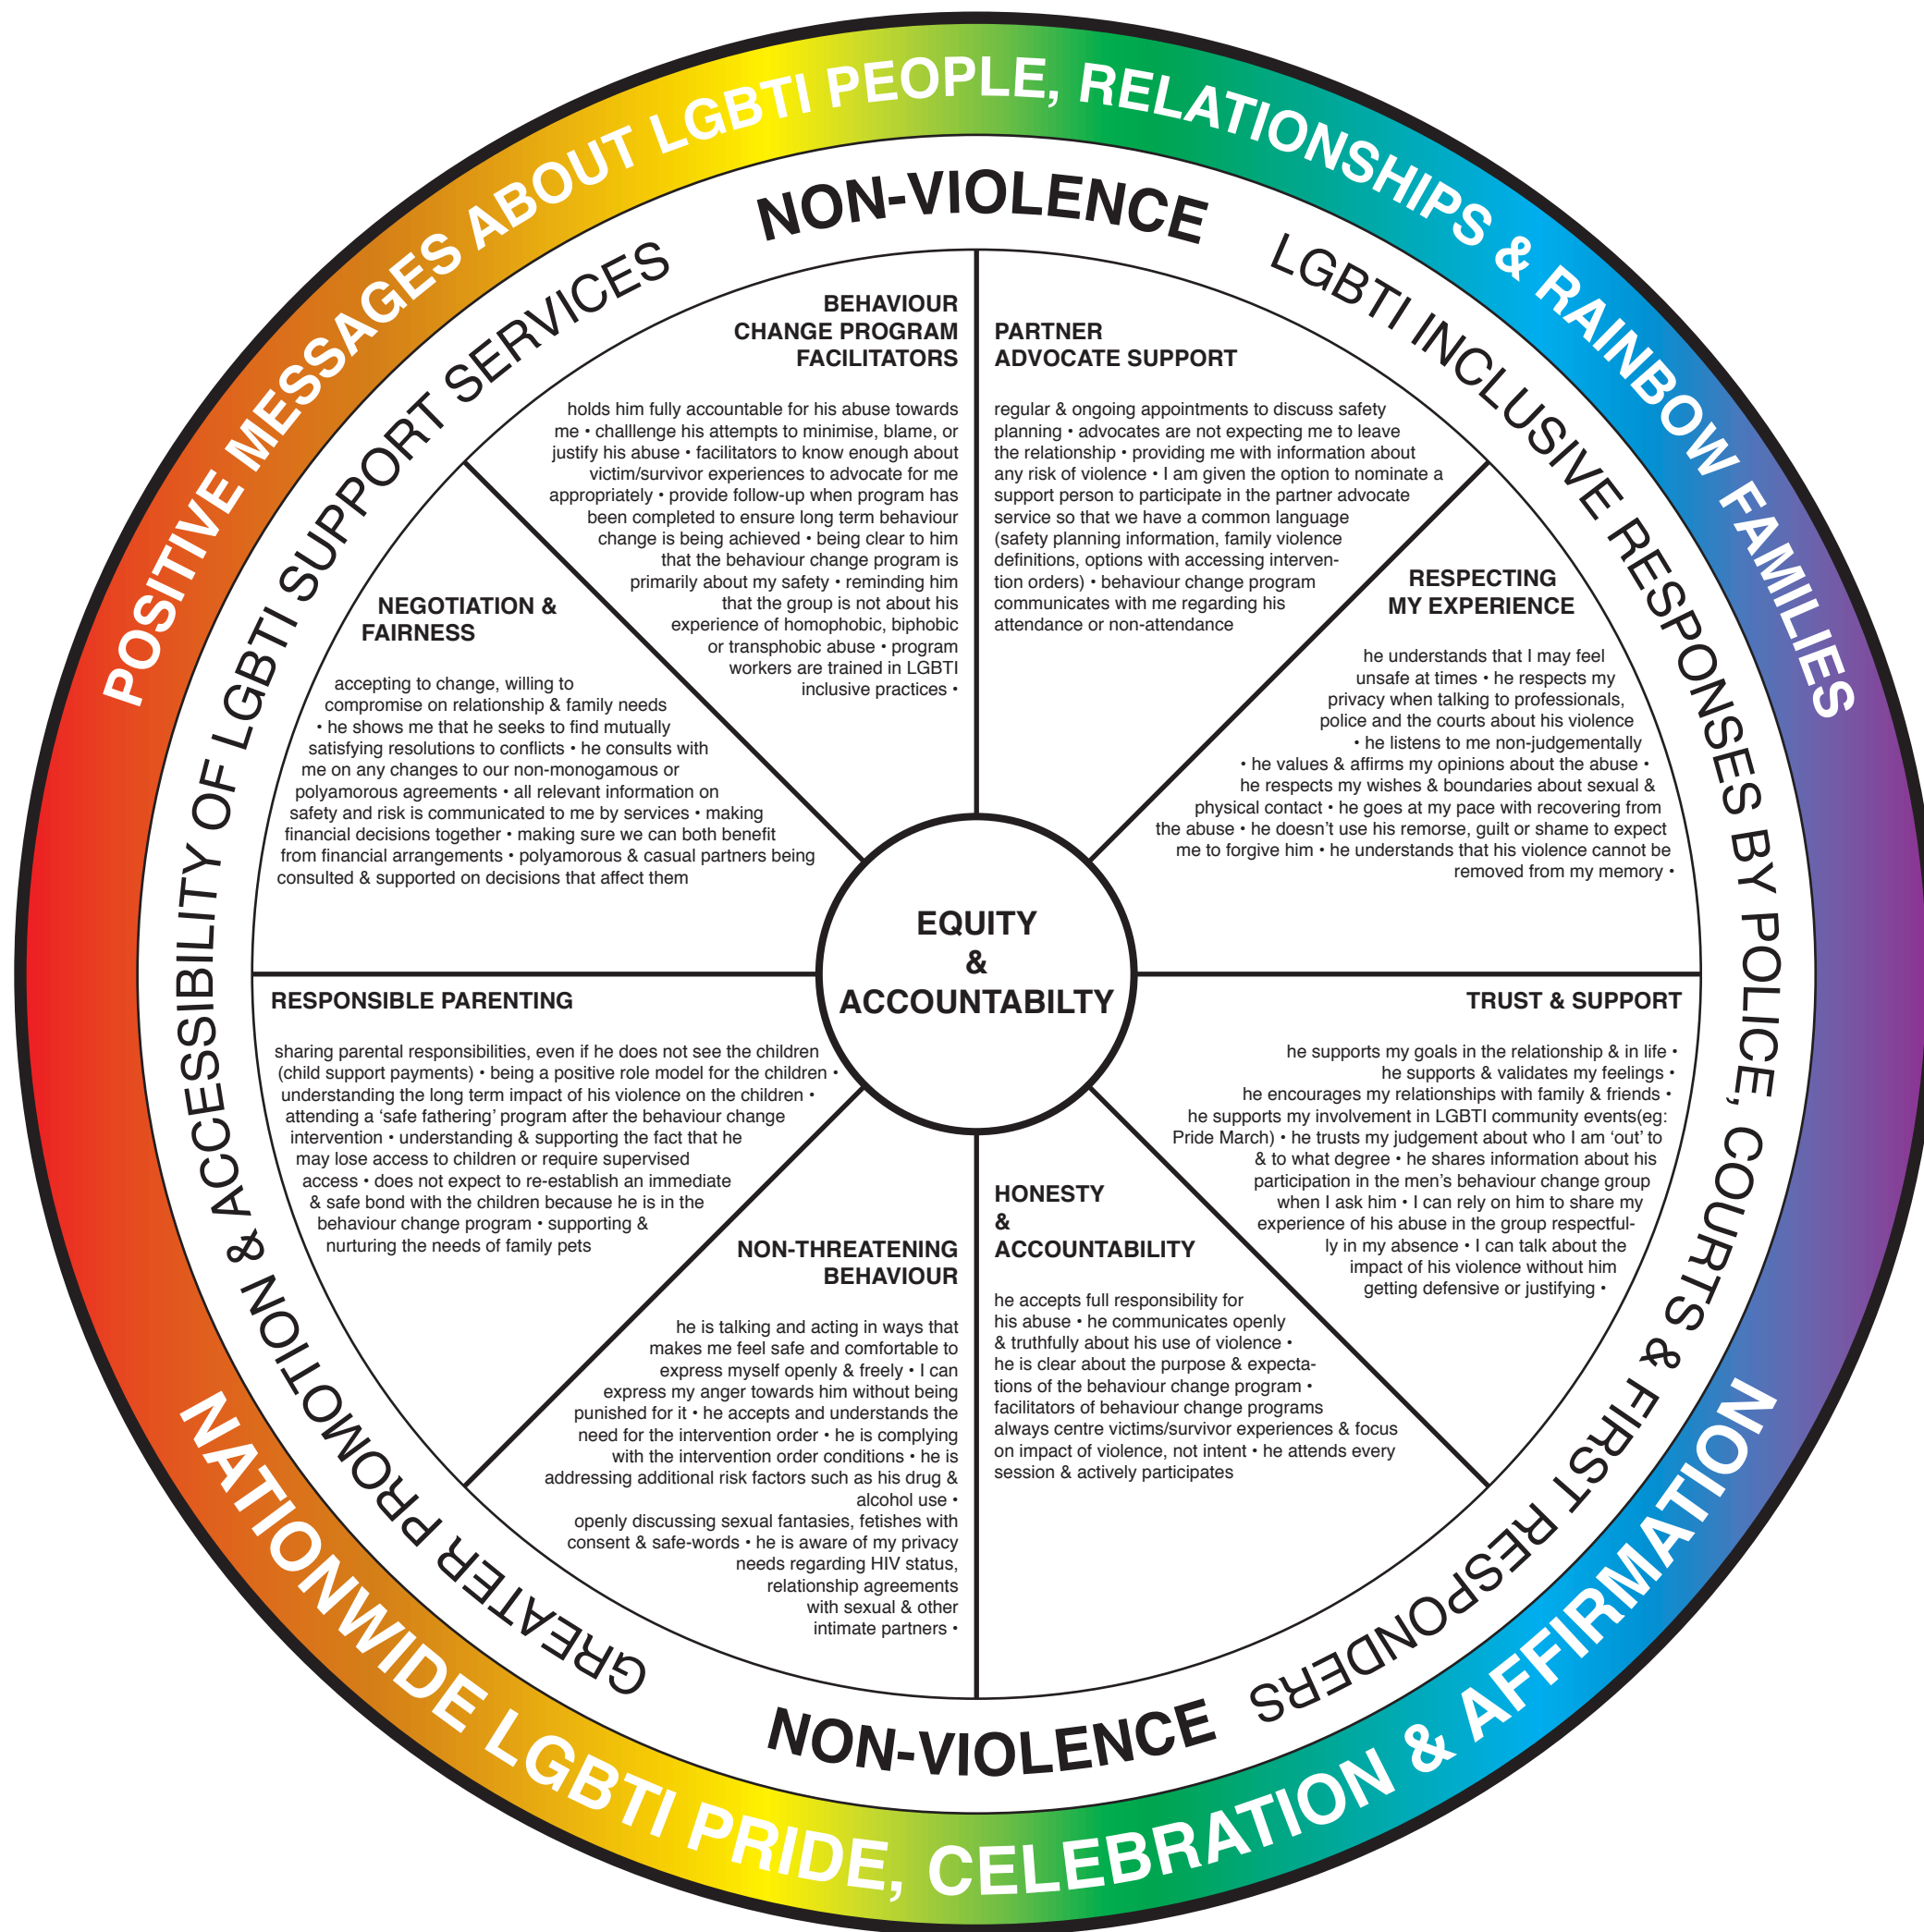 POSITIVE MESSAGES ABOUT LGBTI PEOPLE, RELATIONSHIPS & RAINBOW FAMILIES
NATIONWIDE LGBTI PRIDE, CELEBRATION & AFFIRMATION
NON-VIOLENCE
LGBTI INCLUSIVE RESPONSES BY POLICE, COURTS & FIRST RESPONDERS
NON-VIOLENCE
GREATER PROMOTION & ACCESSIBILITY OF LGBTI SUPPORT SERVICES
BEHAVIOUR
CHANGE PROGRAM
FACILITATORS
holds him fully accountable for his abuse towards
me • challlenge his attempts to minimise, blame, or
justify his abuse • facilitators to know enough about
victim/survivor experiences to advocate for me
appropriately • provide follow-up when program has
been completed to ensure long term behaviour
change is being achieved • being clear to him
that the behaviour change program is
primarily about my safety • reminding him
that the group is not about his
experience of homophobic, biphobic
or transphobic abuse • program
workers are trained in LGBTI
inclusive practices •
PARTNER
ADVOCATE SUPPORT
regular & ongoing appointments to discuss safety
planning • advocates are not expecting me to leave
the relationship • providing me with information about
any risk of violence • I am given the option to nominate a
support person to participate in the partner advocate
service so that we have a common language
(safety planning information, family violence
definitions, options with accessing interven-
tion orders) • behaviour change program
communicates with me regarding his
attendance or non-attendance
RESPECTING
MY EXPERIENCE
he understands that I may feel
unsafe at times • he respects my
privacy when talking to professionals,
police and the courts about his violence
• he listens to me non-judgementally
• he values & affirms my opinions about the abuse •
he respects my wishes & boundaries about sexual &
physical contact • he goes at my pace with recovering from
the abuse • he doesn't use his remorse, guilt or shame to expect
me to forgive him • he understands that his violence cannot be
removed from my memory •
TRUST & SUPPORT
he supports my goals in the relationship & in life •
he supports & validates my feelings •
he encourages my relationships with family & friends •
he supports my involvement in LGBTI community events(eg:
Pride March) • he trusts my judgement about who I am ‘out’ to
& to what degree • he shares information about his
participation in the men’s behaviour change group
when I ask him • I can rely on him to share my
experience of his abuse in the group respectful-
ly in my absence • I can talk about the
impact of his violence without him
getting defensive or justifying •
HONESTY
&
ACCOUNTABILITY
he accepts full responsibility for
his abuse • he communicates openly
& truthfully about his use of violence •
he is clear about the purpose & expecta-
tions of the behaviour change program •
facilitators of behaviour change programs
always centre victims/survivor experiences & focus
on impact of violence, not intent • he attends every
session & actively participates
NON-THREATENING
BEHAVIOUR
he is talking and acting in ways that
makes me feel safe and comfortable to
express myself openly & freely • I can
express my anger towards him without being
punished for it • he accepts and understands the
need for the intervention order • he is complying
with the intervention order conditions • he is
addressing additional risk factors such as his drug &
alcohol use •
openly discussing sexual fantasies, fetishes with
consent & safe-words • he is aware of my privacy
needs regarding HIV status,
relationship agreements
with sexual & other
intimate partners •
RESPONSIBLE PARENTING
sharing parental responsibilities, even if he does not see the children
(child support payments) • being a positive role model for the children •
understanding the long term impact of his violence on the children •
attending a ‘safe fathering’ program after the behaviour change
intervention • understanding & supporting the fact that he
may lose access to children or require supervised
access • does not expect to re-establish an immediate
& safe bond with the children because he is in the
behaviour change program • supporting &
nurturing the needs of family pets
NEGOTIATION &
FAIRNESS
accepting to change, willing to
compromise on relationship & family needs
• he shows me that he seeks to find mutually
satisfying resolutions to conflicts • he consults with
me on any changes to our non-monogamous or
polyamorous agreements • all relevant information on
safety and risk is communicated to me by services • making
financial decisions together • making sure we can both benefit
from financial arrangements • polyamorous & casual partners being
consulted & supported on decisions that affect them
EQUITY
&
ACCOUNTABILTY